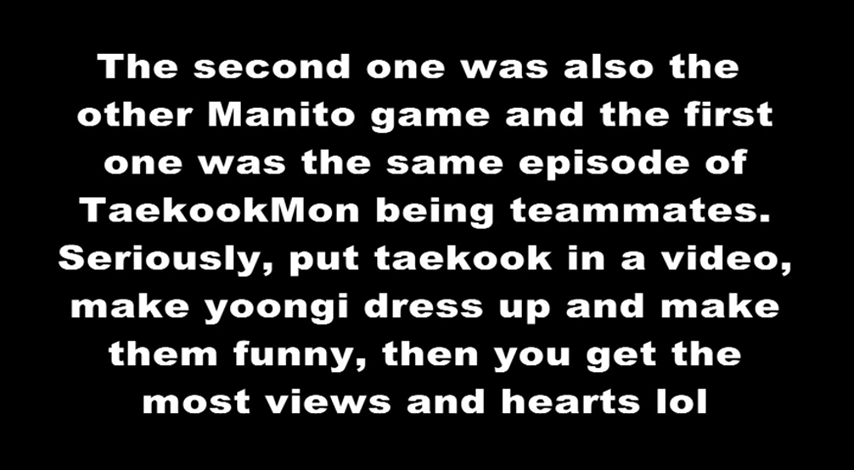 The second one was also the
other Manito game and the first
one was the same episode of
TaekookMon being teammates.
Seriously, put taekook in a video,
make yoongi dress up and make
them funny, then you get the
most views and hearts lol